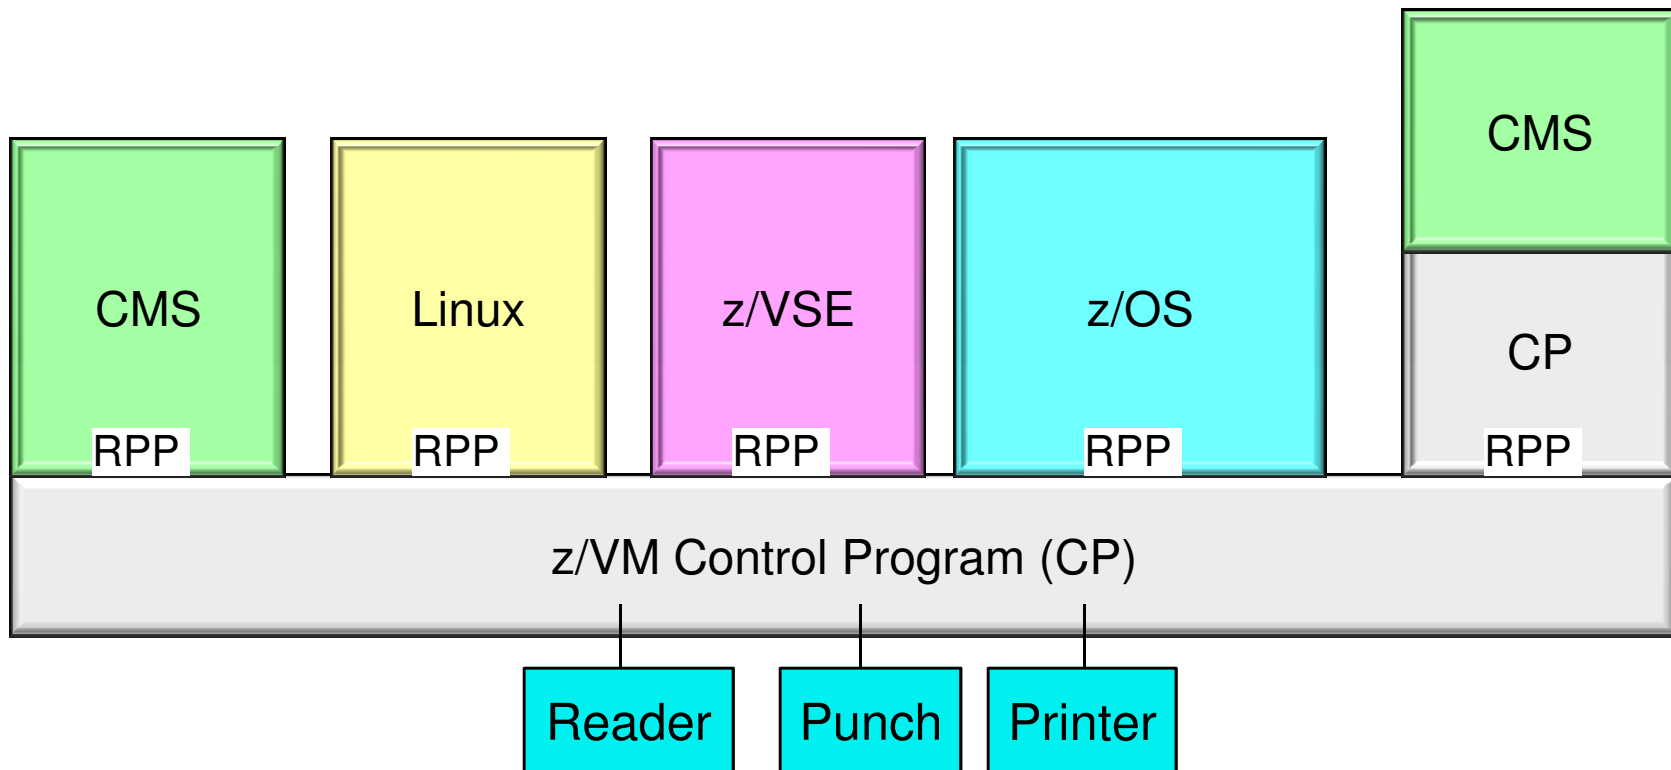 CMS
CMS
Linux
z/VSE
z/OS
CP
RPP
RPP
RPP
RPP
RPP
z/VM Control Program (CP)
Reader
Punch
Printer